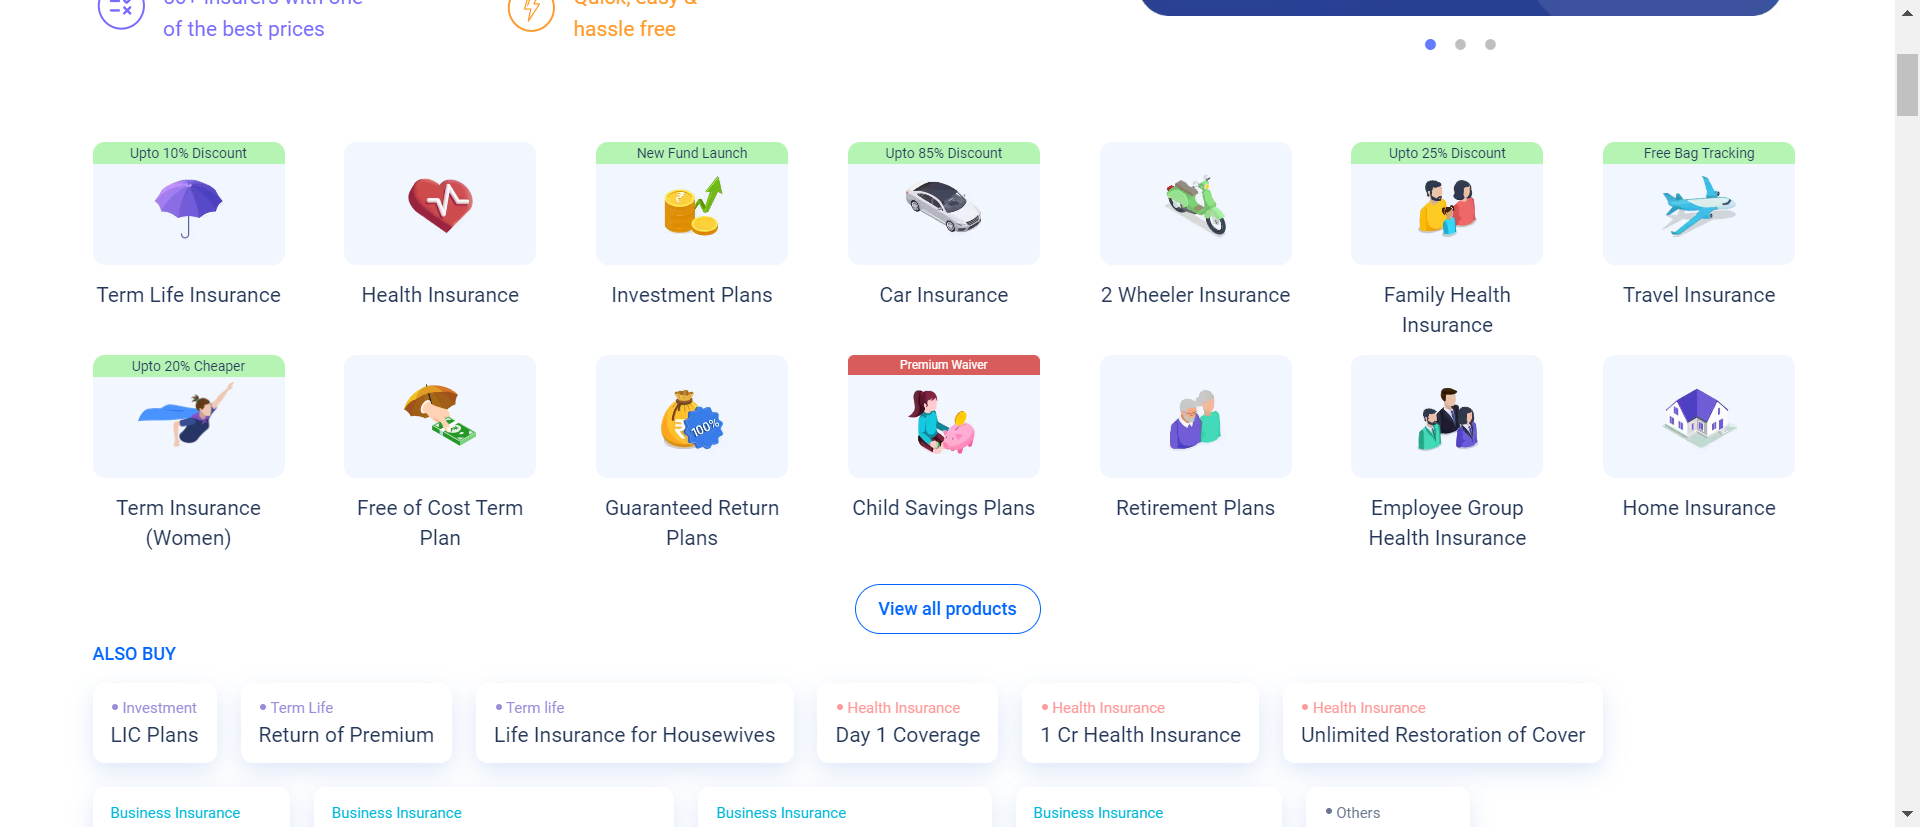 of the best prices
hassle free
Upto 10% Discount
New Fund Launch
Upto 85% Discount
Upto 25% Discount
Free Bag Tracking
Term Life Insurance
Health Insurance
Investment Plans
Car Insurance
2 Wheeler Insurance
Family Health
Insurance
Travel Insurance
Upto 20% Cheaper
Premium Waiver
100%
Term Insurance
(Women)
Free of Cost Term
Plan
Guaranteed Return
Plans
Child Savings Plans
Retirement Plans
Employee Group
Health Insurance
Home Insurance
View all products
ALSO BUY
• Investment
LIC Plans
• Term Life
Return of Premium
• Term life
Life Insurance for Housewives
• Health Insurance
Day 1 Coverage
• Health Insurance
1 Cr Health Insurance
• Health Insurance
Unlimited Restoration of Cover
Business Insurance
Business Insurance
Business Insurance
Business Insurance
• Others